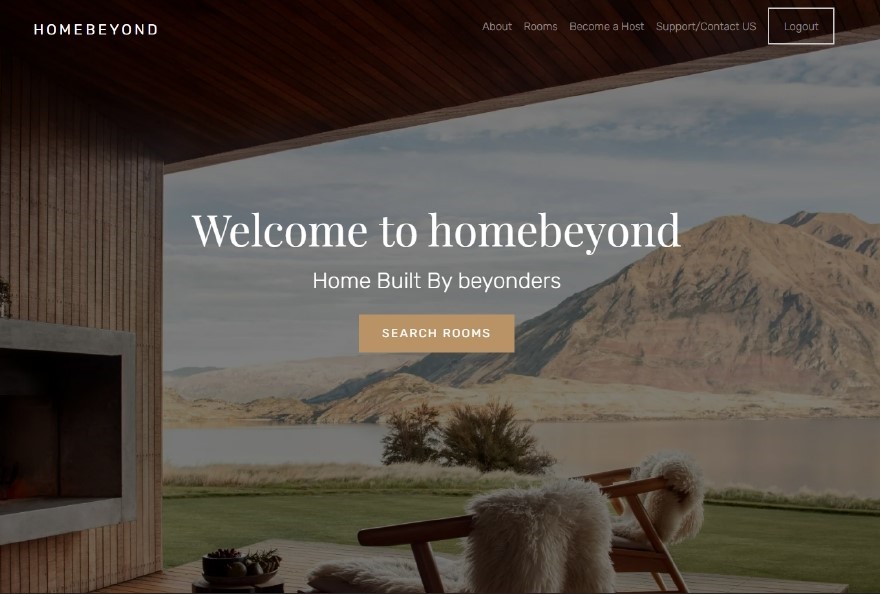 HOMEBEYOND
About Rooms Become a Host Support/Contact US Logout
Welcome to homebeyond
Home Built By beyonders
SEARCH ROOMS